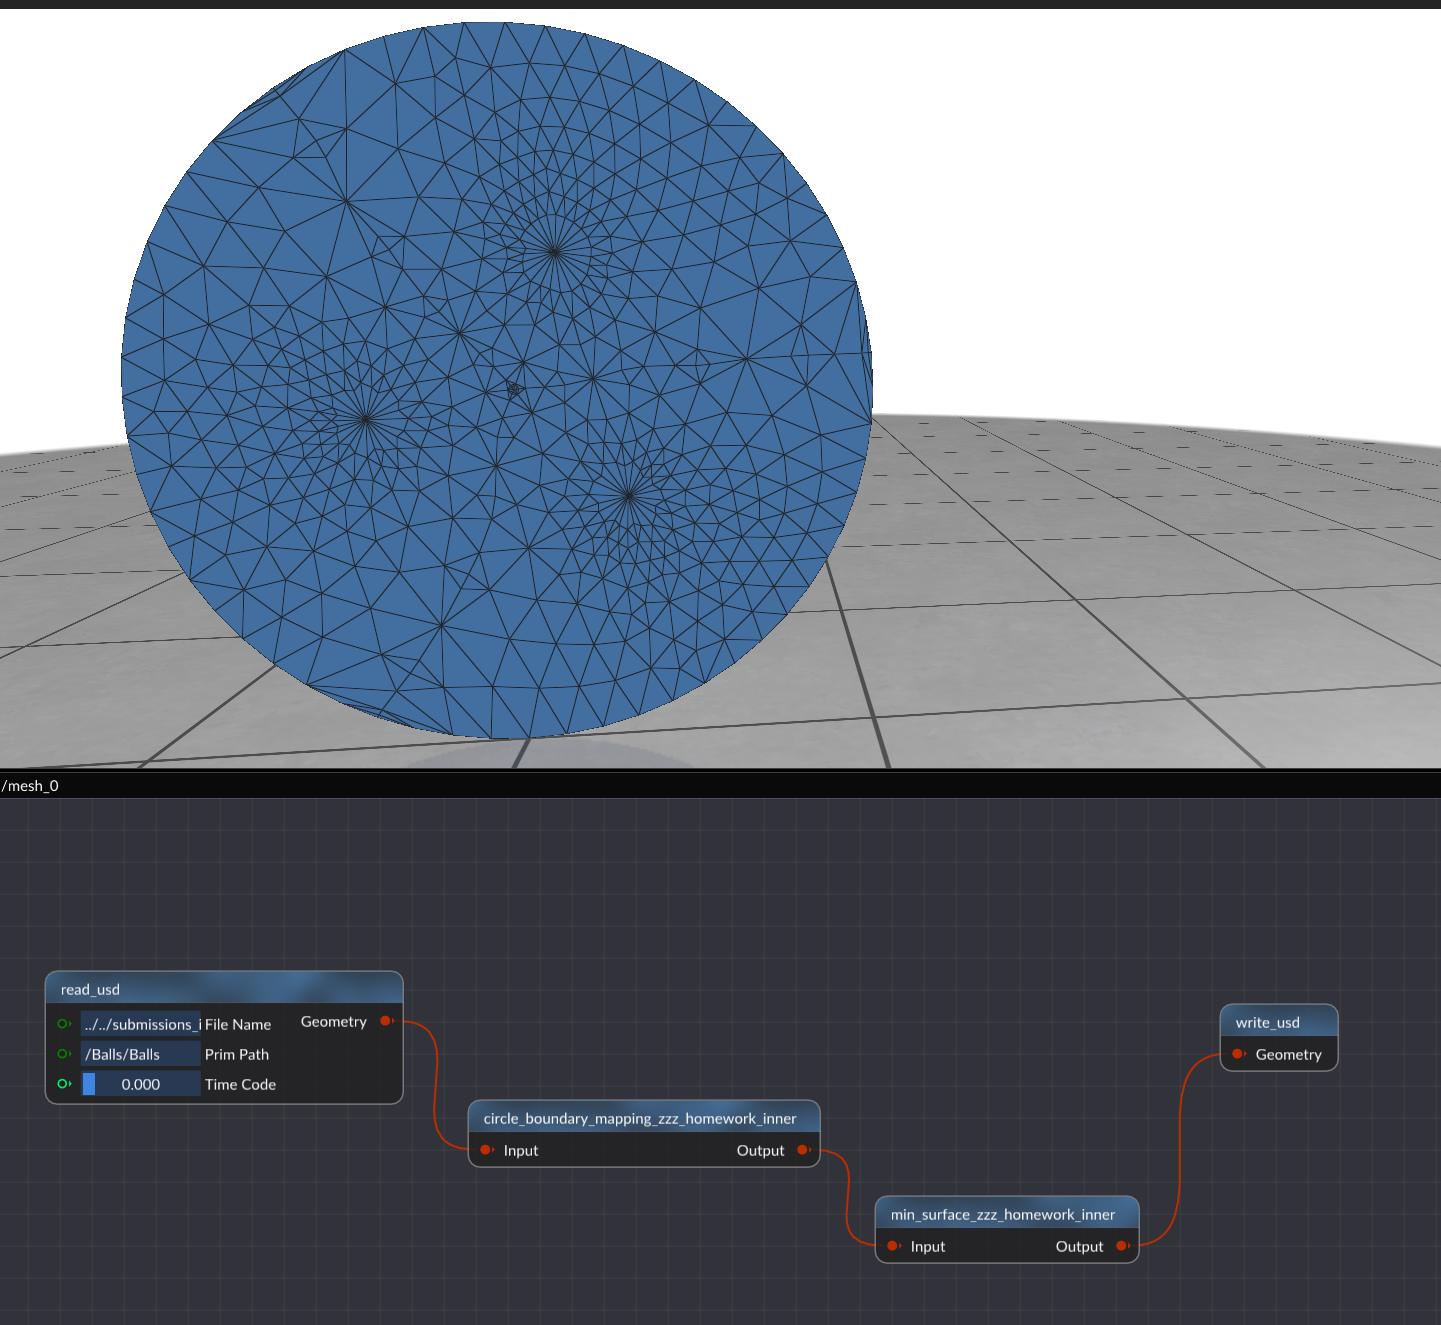 /mesh_0
read_usd
../../submissions_i File Name
Geometry
/Balls/Balls Prim Path
0.000 Time Code
circle_boundary_mapping_zzz_homework_inner
Input Output
min_surface_zzz_homework_inner
Input Output
write_usd
Geometry